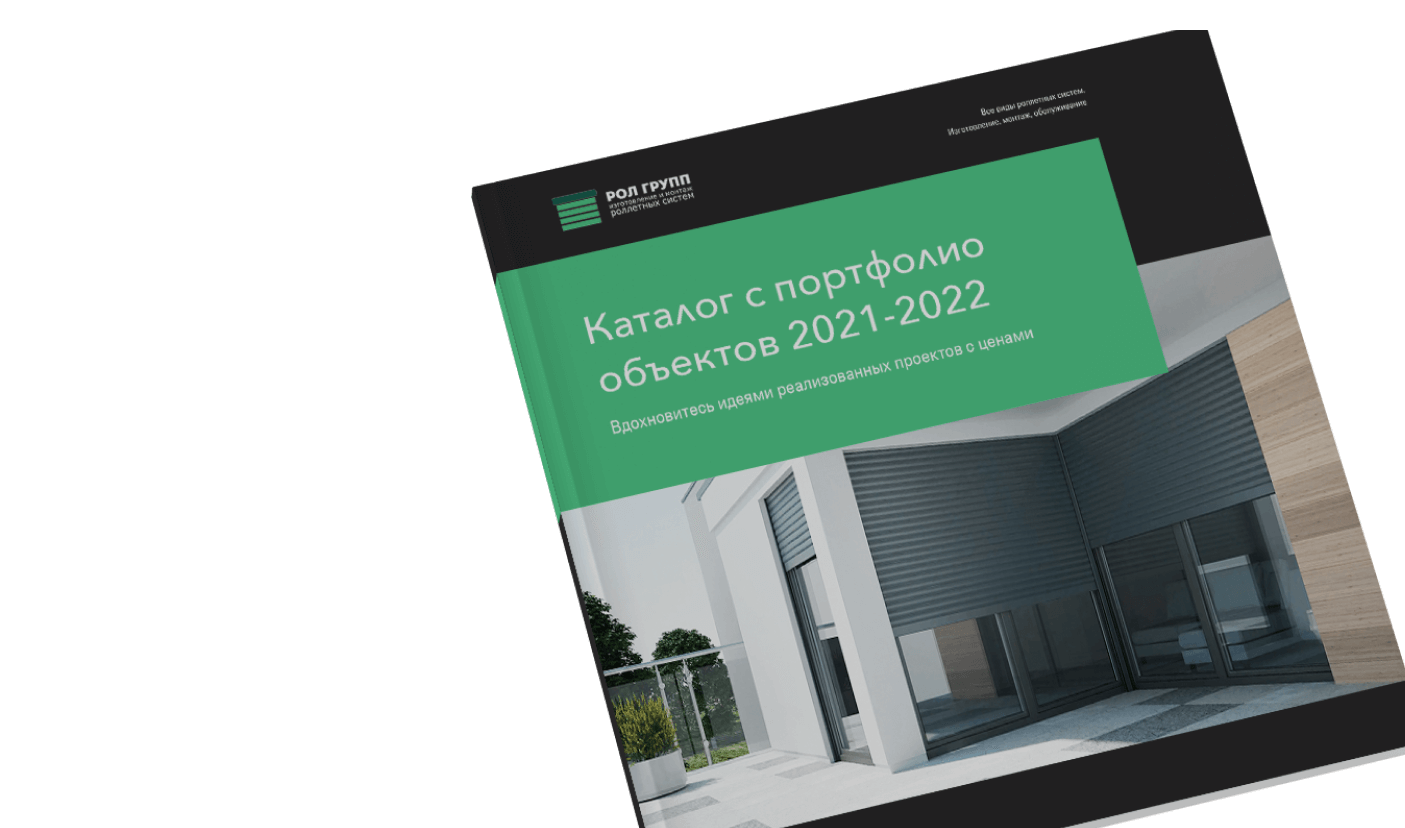 Все виды роллетных систем.
Изготовление, монтаж, обслуживание
РОЛ ГРУПП
изготовление и монтаж
роллетных систем
Каталог с портфолио
объектов 2021-2022
Вдохновитесь идеями реализованных проектов с ценами